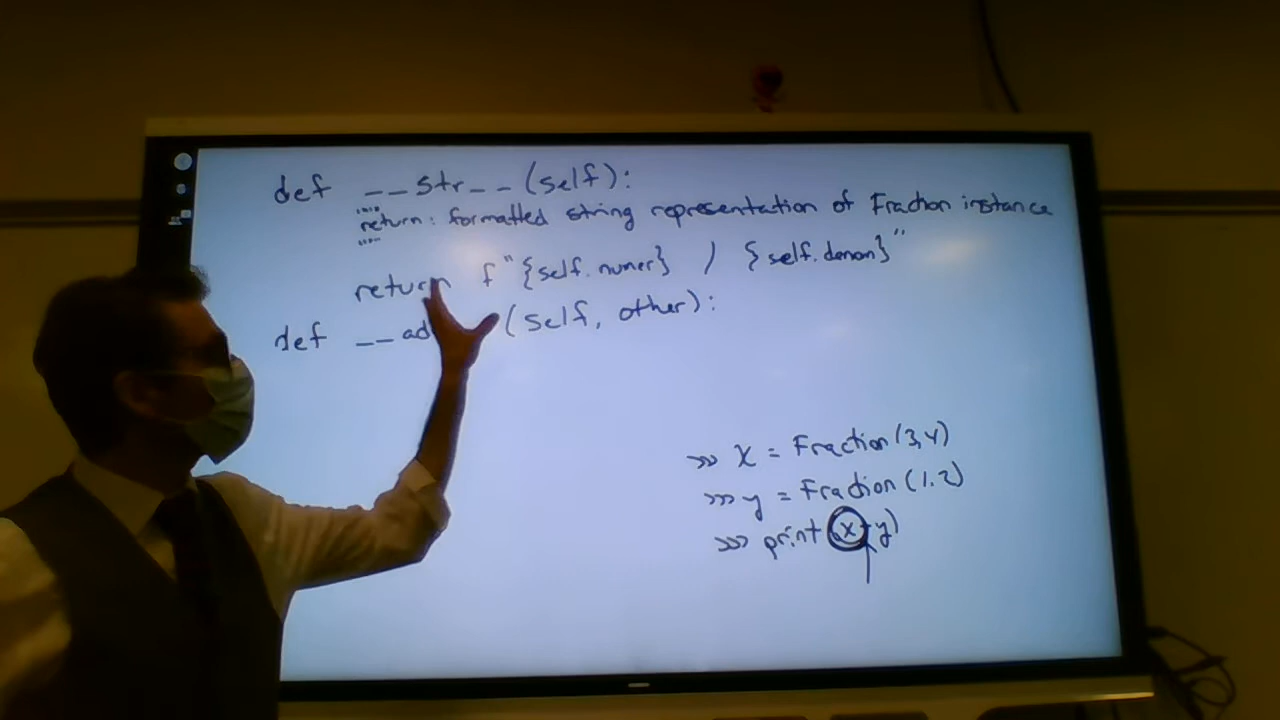 def __str__(self):
"""
return: formatted string representation of Fraction instance
"""
return f"{self.numer} / {self.denom}"
def __ad (self, other):
>>> x = Fraction(3,4)
>>> y = Fraction(1,2)
>>> print(x+y)